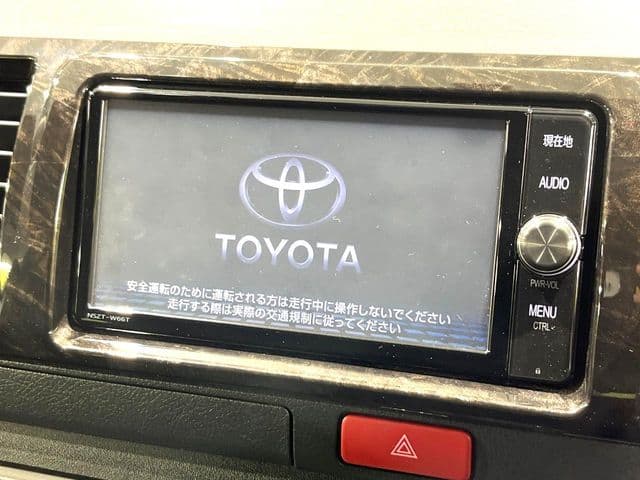 現在地
AUDIO
TOYOTA
PWR-VOL
安全運転のために運転される方は走行中に操作しないでください
走行する際は実際の交通規制に従ってください
MENU
CTRL
NSZT-W66T